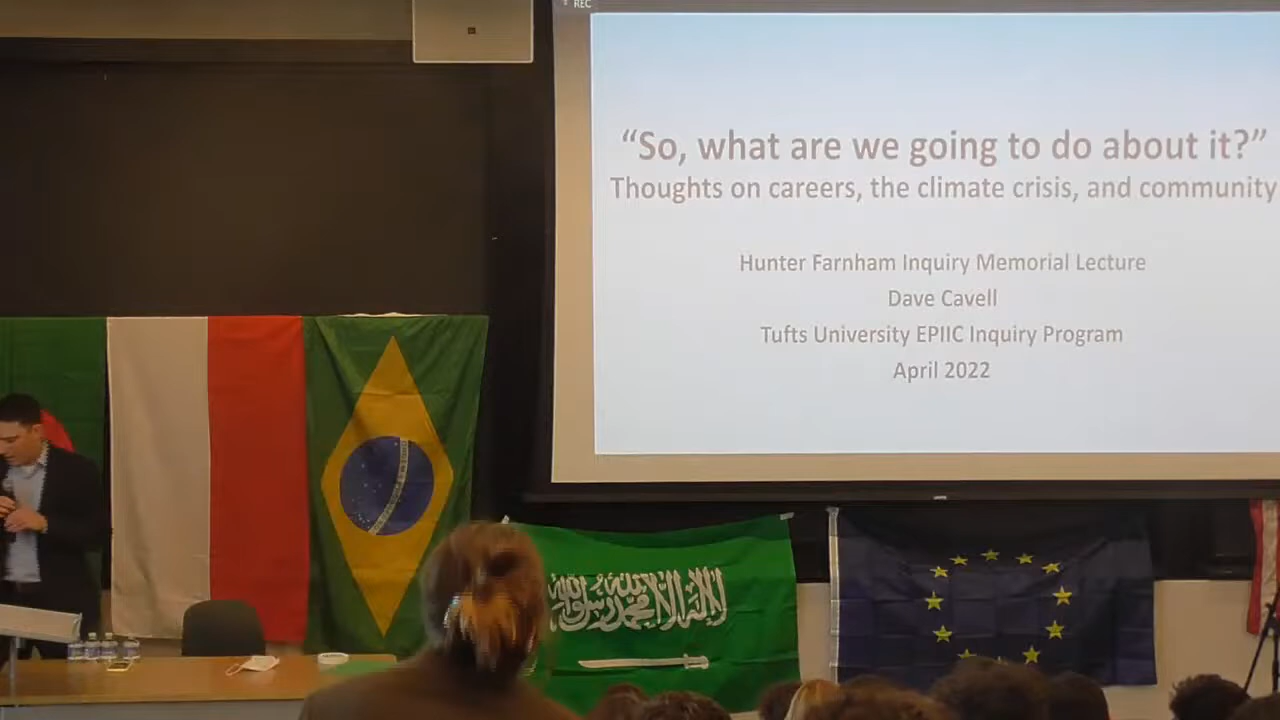 REC
“So, what are we going to do about it?”
Thoughts on careers, the climate crisis, and community
Hunter Farnham Inquiry Memorial Lecture
Dave Cavell
Tufts University EPIIC Inquiry Program
April 2022
لا إله إلا الله محمد رسول الله